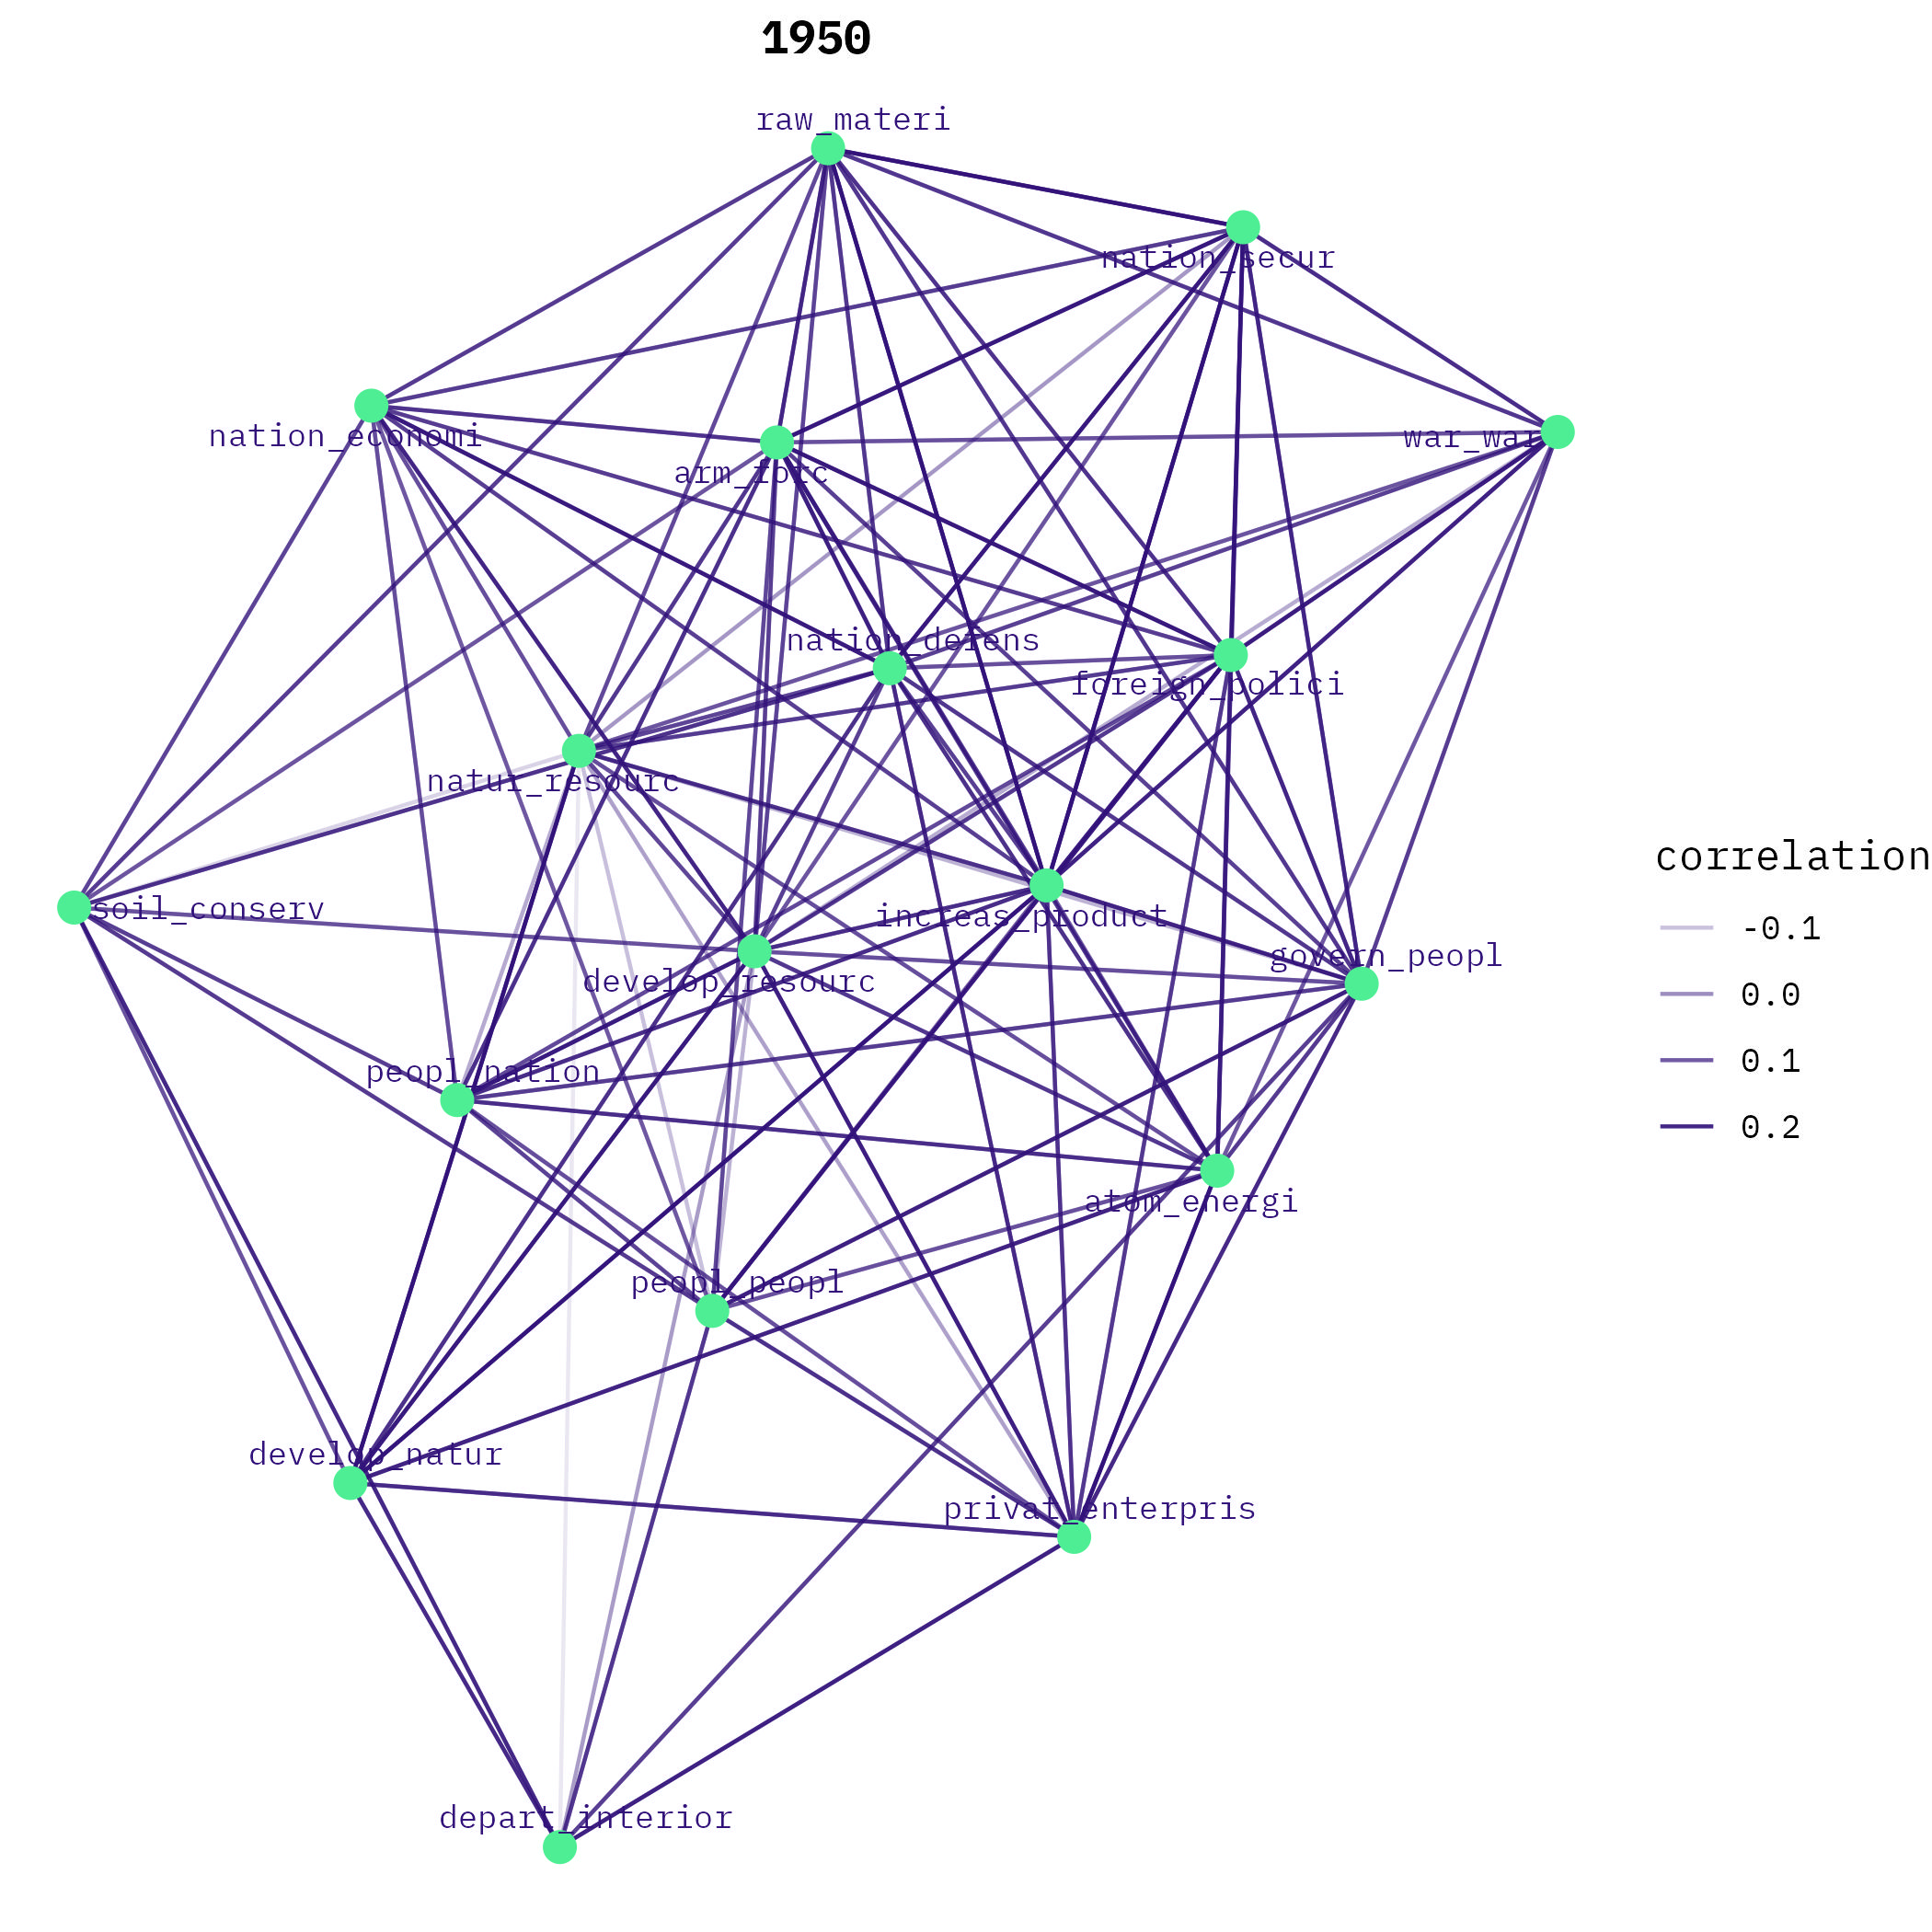 1950
raw_materi
nation_secur
nation_economi
war_war
arm_forc
nation_defens
foreign_polici
natur_resourc
correlation
soil_conserv
increas_product
-0.1
govern_peopl
develop_resourc
0.0
0.1
peopl_nation
0.2
atom_energi
peopl_peopl
develop_natur
privat_enterpris
depart_interior